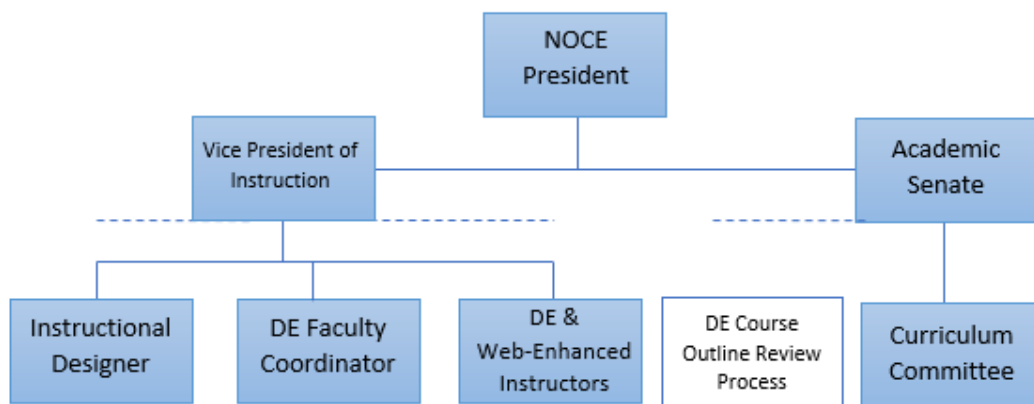 NOCE
President
Vice President of
Instruction
Academic
Senate
Instructional
Designer
DE Faculty
Coordinator
DE &
Web-Enhanced
Instructors
DE Course
Outline Review
Process
Curriculum
Committee